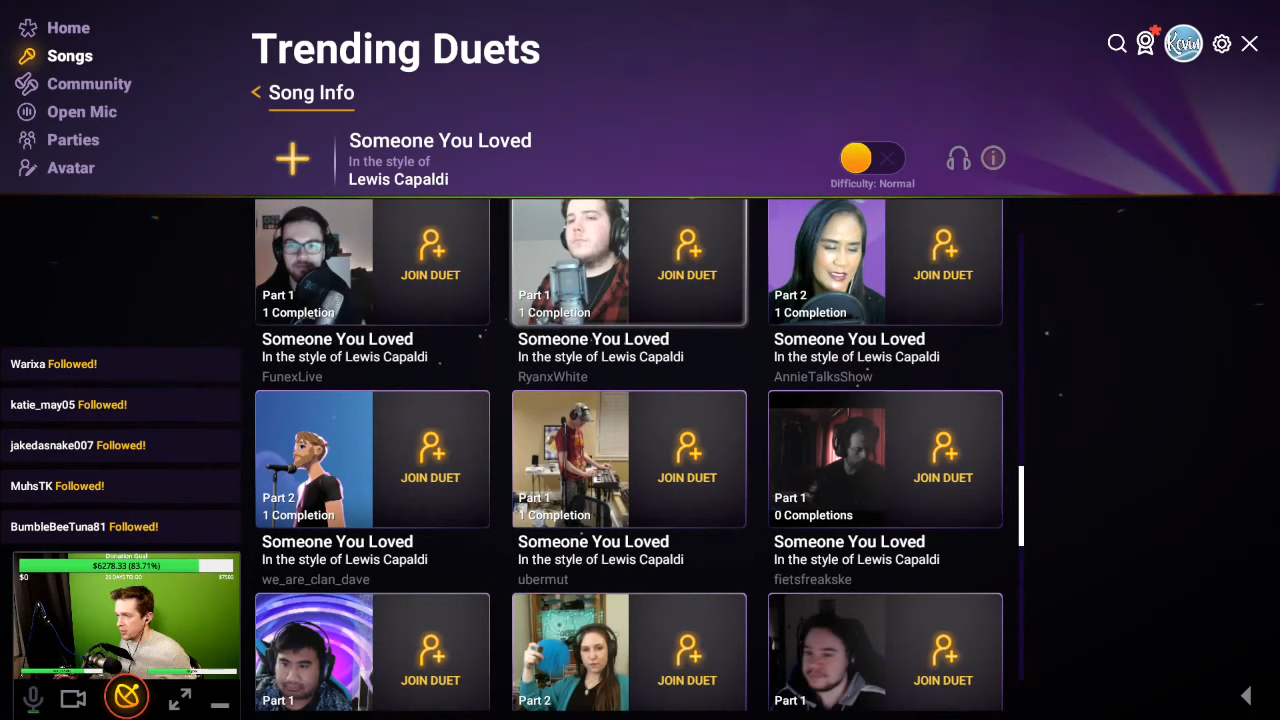 Home
Songs
Community
Open Mic
Parties
Avatar
Trending Duets
< Song Info
Kevin
Someone You Loved
In the style of
Lewis Capaldi
Difficulty: Normal
JOIN DUET
Part 1
1 Completion
Someone You Loved
In the style of Lewis Capaldi
FunexLive
JOIN DUET
Part 1
1 Completion
Someone You Loved
In the style of Lewis Capaldi
RyanxWhite
JOIN DUET
Part 2
1 Completion
Someone You Loved
In the style of Lewis Capaldi
AnnieTalksShow
JOIN DUET
Part 2
1 Completion
Someone You Loved
In the style of Lewis Capaldi
we_are_clan_dave
JOIN DUET
Part 1
1 Completion
Someone You Loved
In the style of Lewis Capaldi
ubermut
JOIN DUET
Part 1
0 Completions
Someone You Loved
In the style of Lewis Capaldi
fietsfreakske
JOIN DUET
Part 1
JOIN DUET
Part 2
JOIN DUET
Part 1
Warixa Followed!
katie_may05 Followed!
jakedasnake007 Followed!
MuhsTK Followed!
BumbleBeeTuna81 Followed!
Donation Goal
$6278.33 (83.71%)
$0
$7500